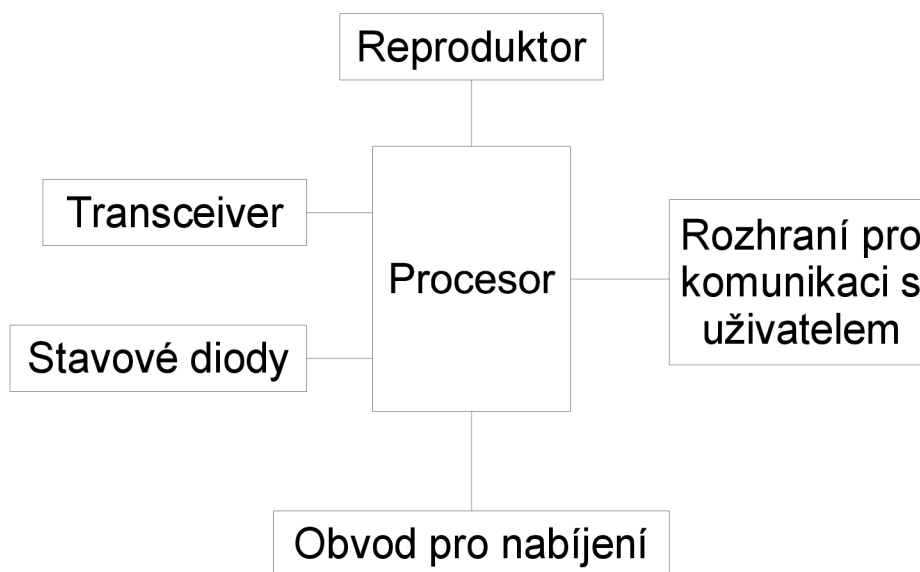 Reproduktor
Transceiver
Procesor
Rozhraní pro
komunikaci s
uživatelem
Stavové diody
Obvod pro nabíjení